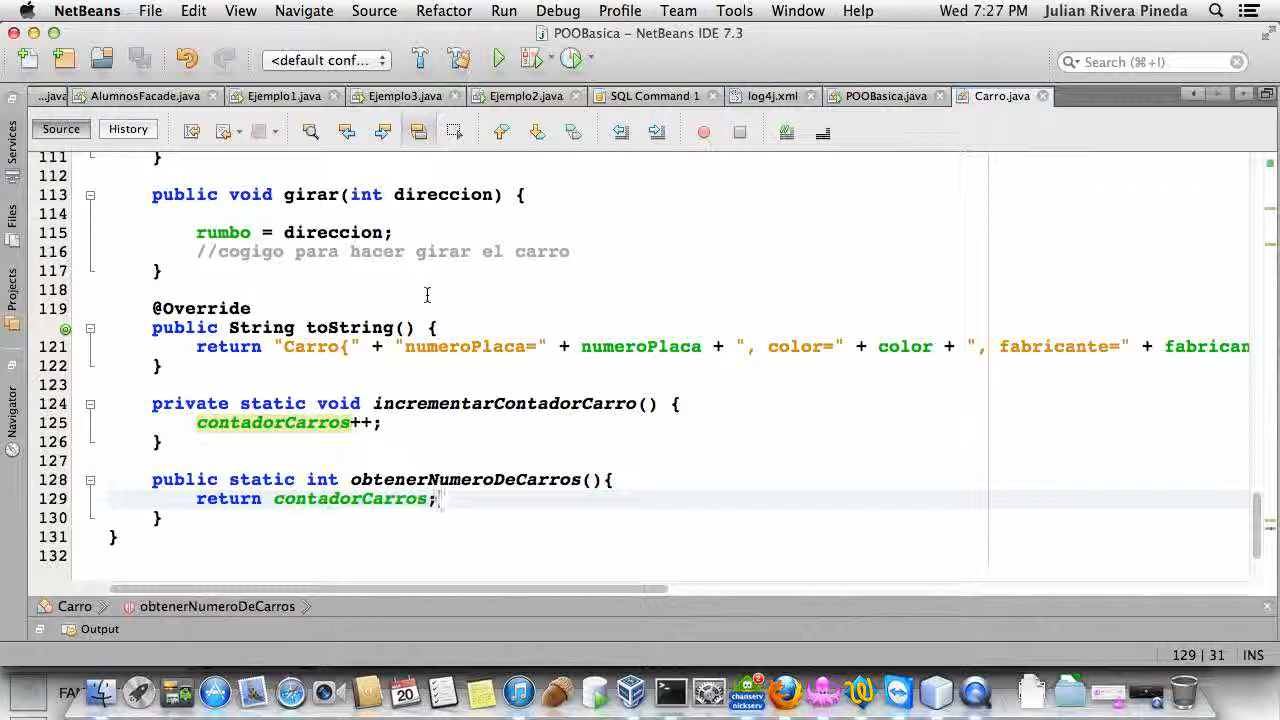 NetBeans File Edit View Navigate Source Refactor Run Debug Profile Team Tools Window Help Wed 7:27 PM Julian Rivera Pineda
POOBasica – NetBeans IDE 7.3
<default conf... Search (⌘+I)
...java AlumnosFacade.java Ejemplo1.java Ejemplo3.java Ejemplo2.java SQL Command 1 log4j.xml POOBasica.java Carro.java
Source History
Services
Files
Projects
Navigator
111 }
112
113 public void girar(int direccion) {
114
115 rumbo = direccion;
116 //cogigo para hacer girar el carro
117 }
118
119 @Override
public String toString() {
121 return "Carro{" + "numeroPlaca=" + numeroPlaca + ", color=" + color + ", fabricante=" + fabrican
122 }
123
124 private static void incrementarContadorCarro() {
125 contadorCarros++;
126 }
127
128 public static int obtenerNumeroDeCarros(){
129 return contadorCarros;
130 }
131 }
132
Carro obtenerNumeroDeCarros
Output
129 | 31 INS
FAM
20
chanserv
nickserv
2